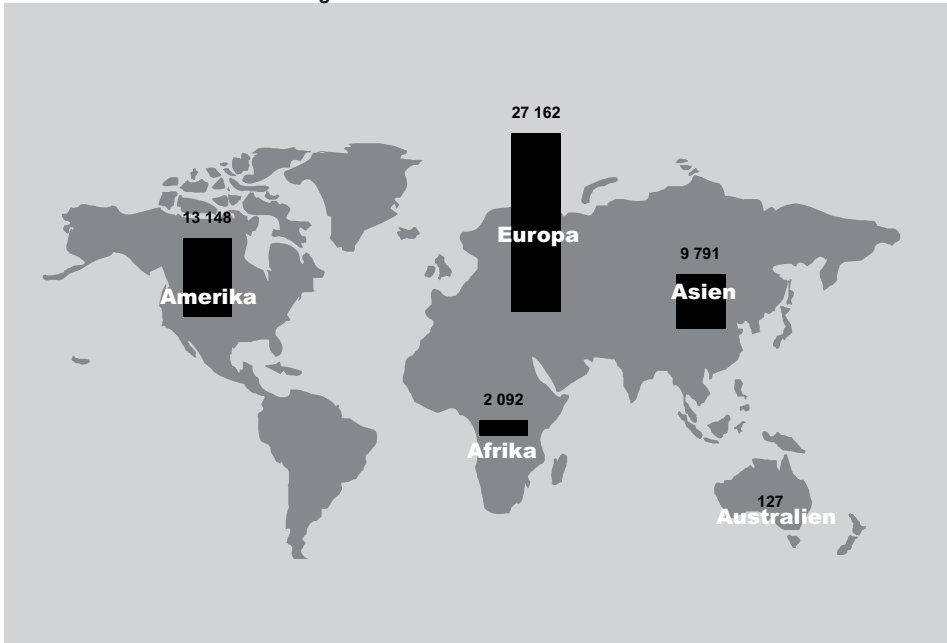 27 162
13 148
Europa
9 791
Asien
Amerika
2 092
Afrika
127
Australien